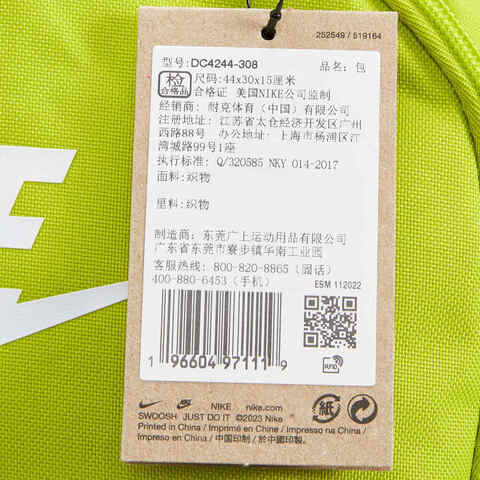 252549 / 519164
型号: DC4244-308 品名: 包
检
合格品
尺码: 44x30x15厘米
合格证 美国NIKE公司监制
经销商: 耐克体育（中国）有限公司
注册地址: 江苏省太仓经济开发区广州
西路88号 办公地址: 上海市杨浦区江
湾城路99号1座
执行标准: Q/320585 NKY 014-2017
面料: 织物
里料: 织物
制造商: 东莞广上运动用品有限公司
广东省东莞市寮步镇华南工业园
客服热线: 800-820-8865（固话）
400-880-6453（手机）
ESM 112022
1 96604 97111 9
RFID
NIKE nike.com
SWOOSH JUST DO IT ©2023 Nike
Printed in China / Imprimé en Chine /
Impresso na China / Impreso en China
中国印制 / 於中國印製
紙